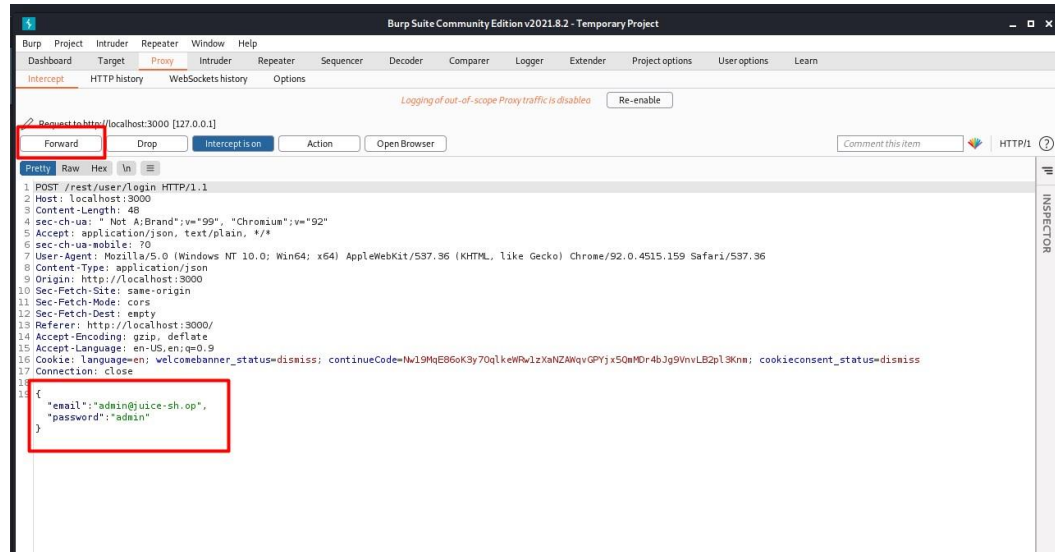 Burp Suite Community Edition v2021.8.2 - Temporary Project
Burp Project Intruder Repeater Window Help
Dashboard Target Proxy Intruder Repeater Sequencer Decoder Comparer Logger Extender Project options User options Learn
Intercept HTTP history WebSockets history Options
Logging of out-of-scope Proxy traffic is disabled Re-enable
Request to http://localhost:3000 [127.0.0.1]
Forward Drop Intercept is on Action Open Browser Comment this item HTTP/1 ?
Pretty Raw Hex \n
INSPECTOR
1 POST /rest/user/login HTTP/1.1
2 Host: localhost:3000
3 Content-Length: 48
4 sec-ch-ua: " Not A;Brand";v="99", "Chromium";v="92"
5 Accept: application/json, text/plain, */*
6 sec-ch-ua-mobile: ?0
7 User-Agent: Mozilla/5.0 (Windows NT 10.0; Win64; x64) AppleWebKit/537.36 (KHTML, like Gecko) Chrome/92.0.4515.159 Safari/537.36
8 Content-Type: application/json
9 Origin: http://localhost:3000
10 Sec-Fetch-Site: same-origin
11 Sec-Fetch-Mode: cors
12 Sec-Fetch-Dest: empty
13 Referer: http://localhost:3000/
14 Accept-Encoding: gzip, deflate
15 Accept-Language: en-US,en;q=0.9
16 Cookie: language=en; welcomebanner_status=dismiss; continueCode=Nwl9MqE86oK3y7OqlkeWRwlzXaNZAWqvGPYjx5QmMDr4bJg9VnvLB2pl3Knm; cookieconsent_status=dismiss
17 Connection: close
18
19 {
"email":"admin@juice-sh.op",
"password":"admin"
}